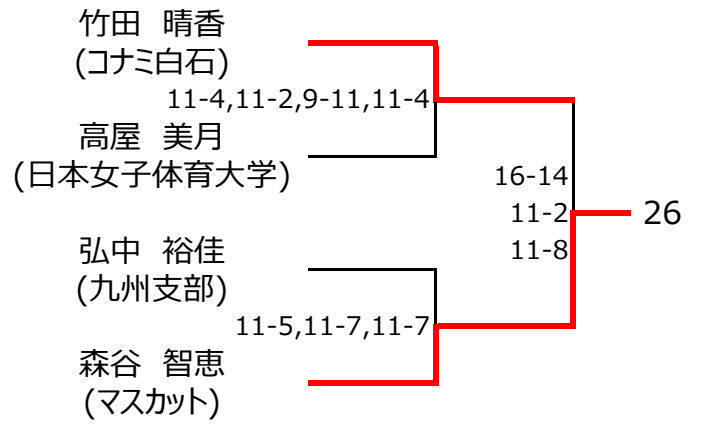 竹田　晴香
(コナミ白石)
11-4,11-2,9-11,11-4
高屋　美月
(日本女子体育大学)
16-14
11-2
11-8
26
弘中　裕佳
(九州支部)
11-5,11-7,11-7
森谷　智恵
(マスカット)